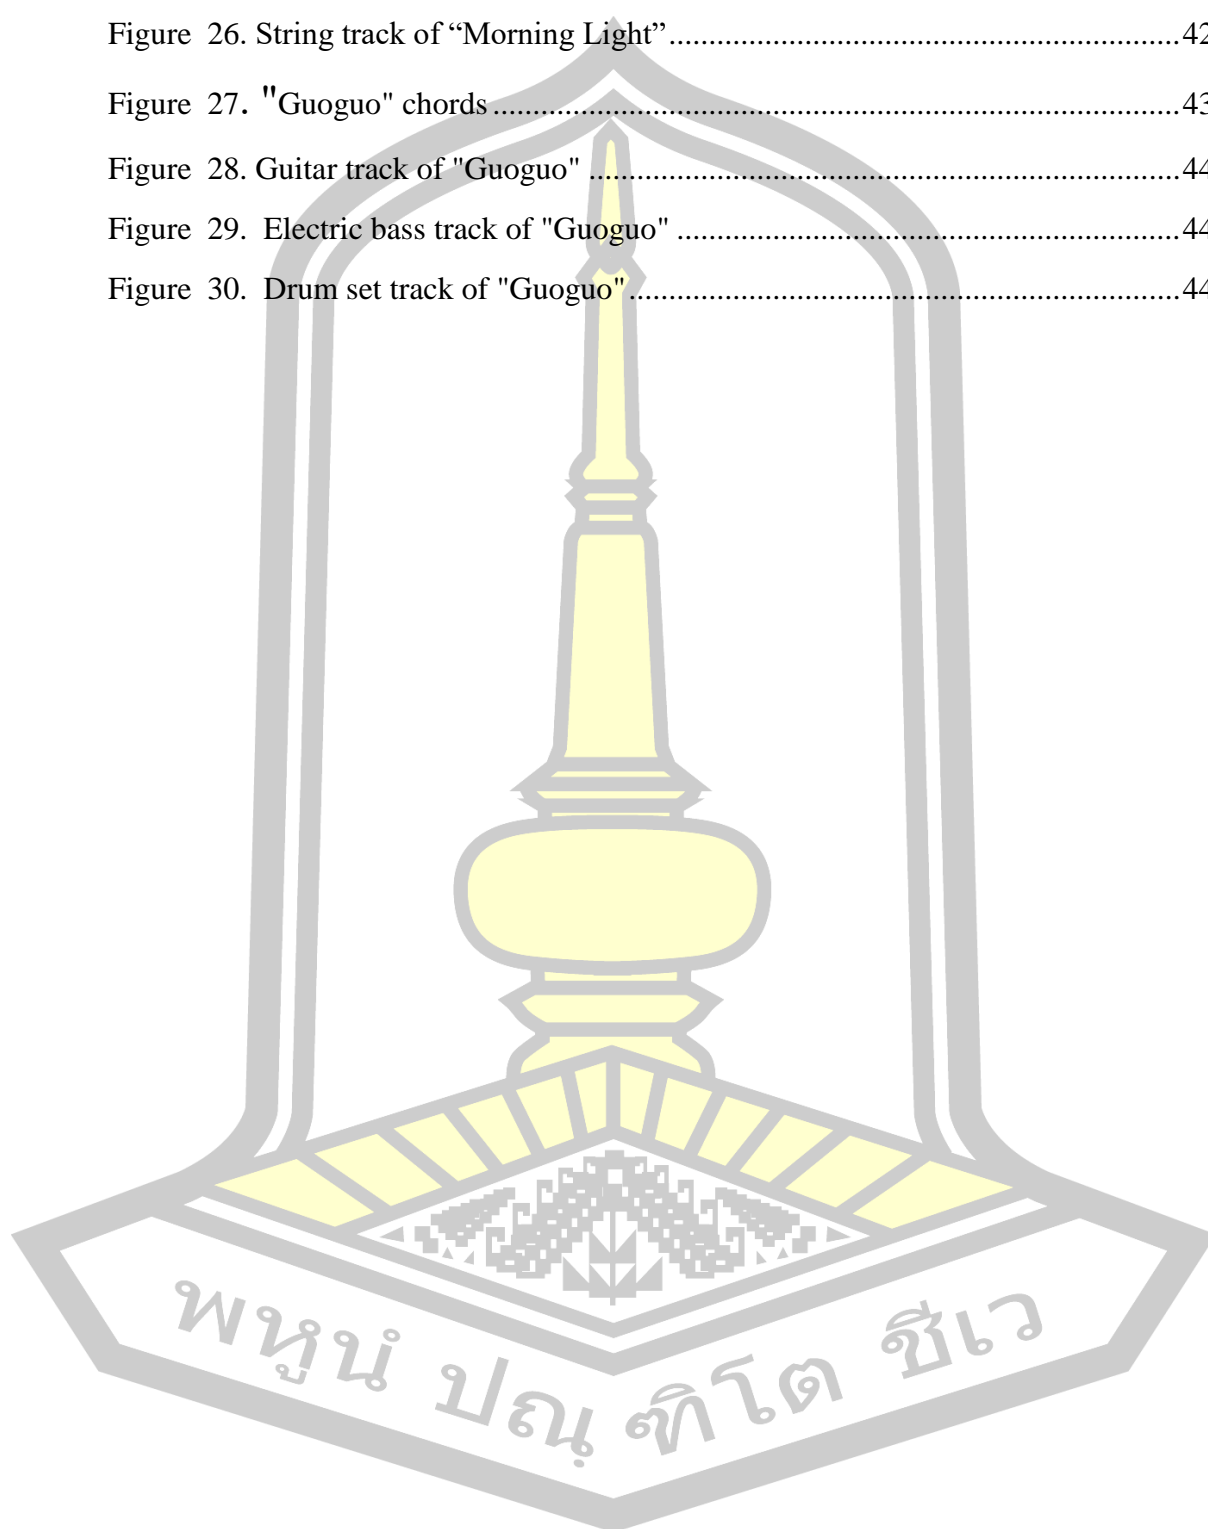 Figure 26. String track of “Morning Light”..............................................................42
Figure 27. "Guoguo" chords....................................................................................43
Figure 28. Guitar track of "Guoguo" .......................................................................44
Figure 29. Electric bass track of "Guoguo" .............................................................44
Figure 30. Drum set track of "Guoguo"...................................................................44
พหูนํ ปณฺฑิโต ชีเว